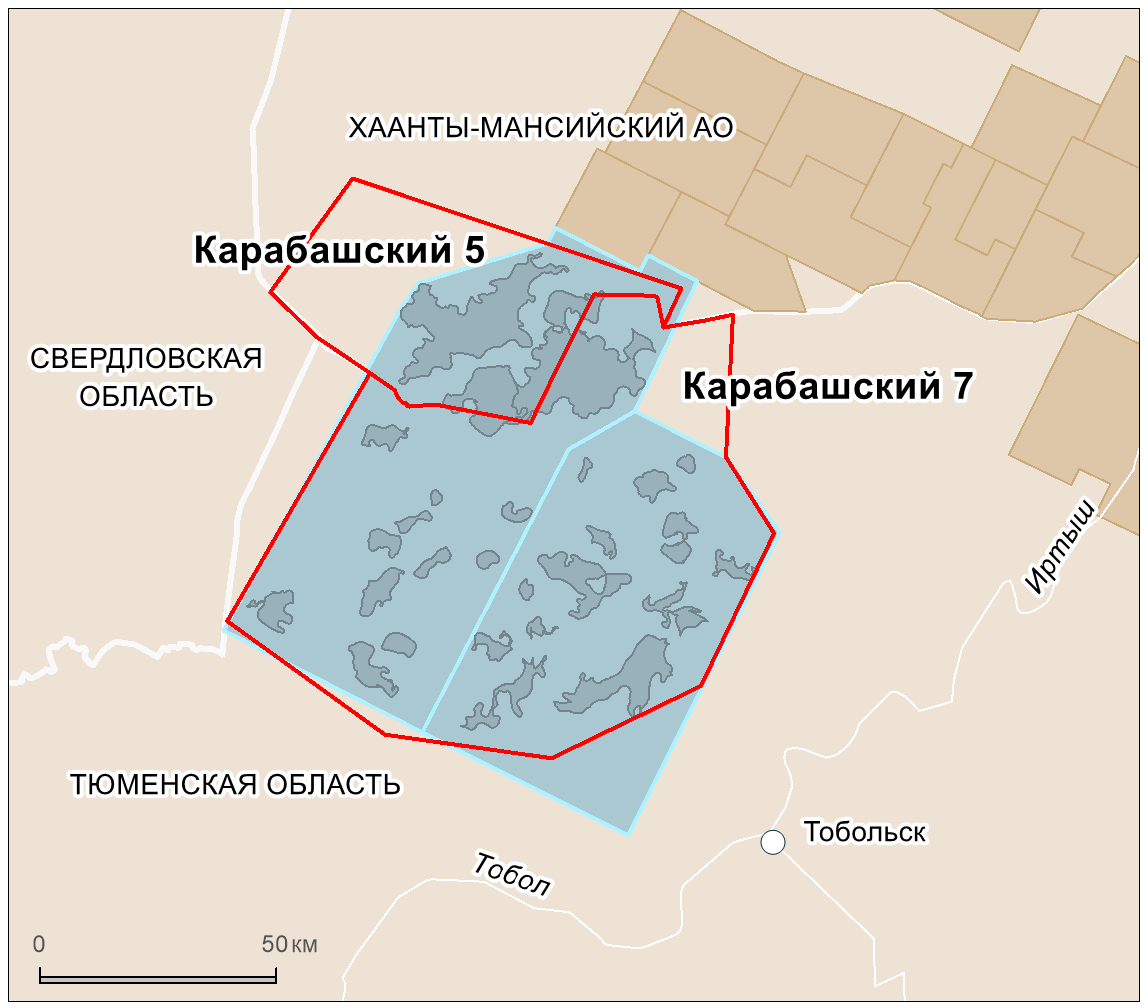 ХААНТЫ-МАНСИЙСКИЙ АО
Карабашский 5
СВЕРДЛОВСКАЯ
ОБЛАСТЬ
Карабашский 7
Иртыш
ТЮМЕНСКАЯ ОБЛАСТЬ
Тобольск
Тобол
0 50 км